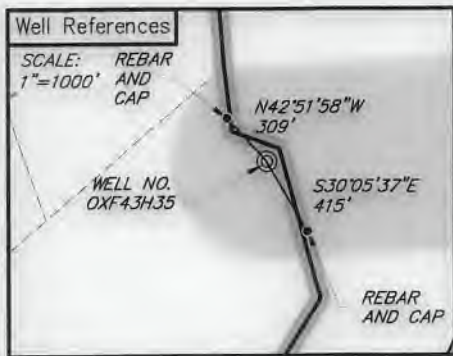 Well References
SCALE:
1"=1000'
REBAR
AND
CAP
N42°51'58"W
309'
WELL NO.
OXF43H35
S30°05'37"E
415'
REBAR
AND CAP